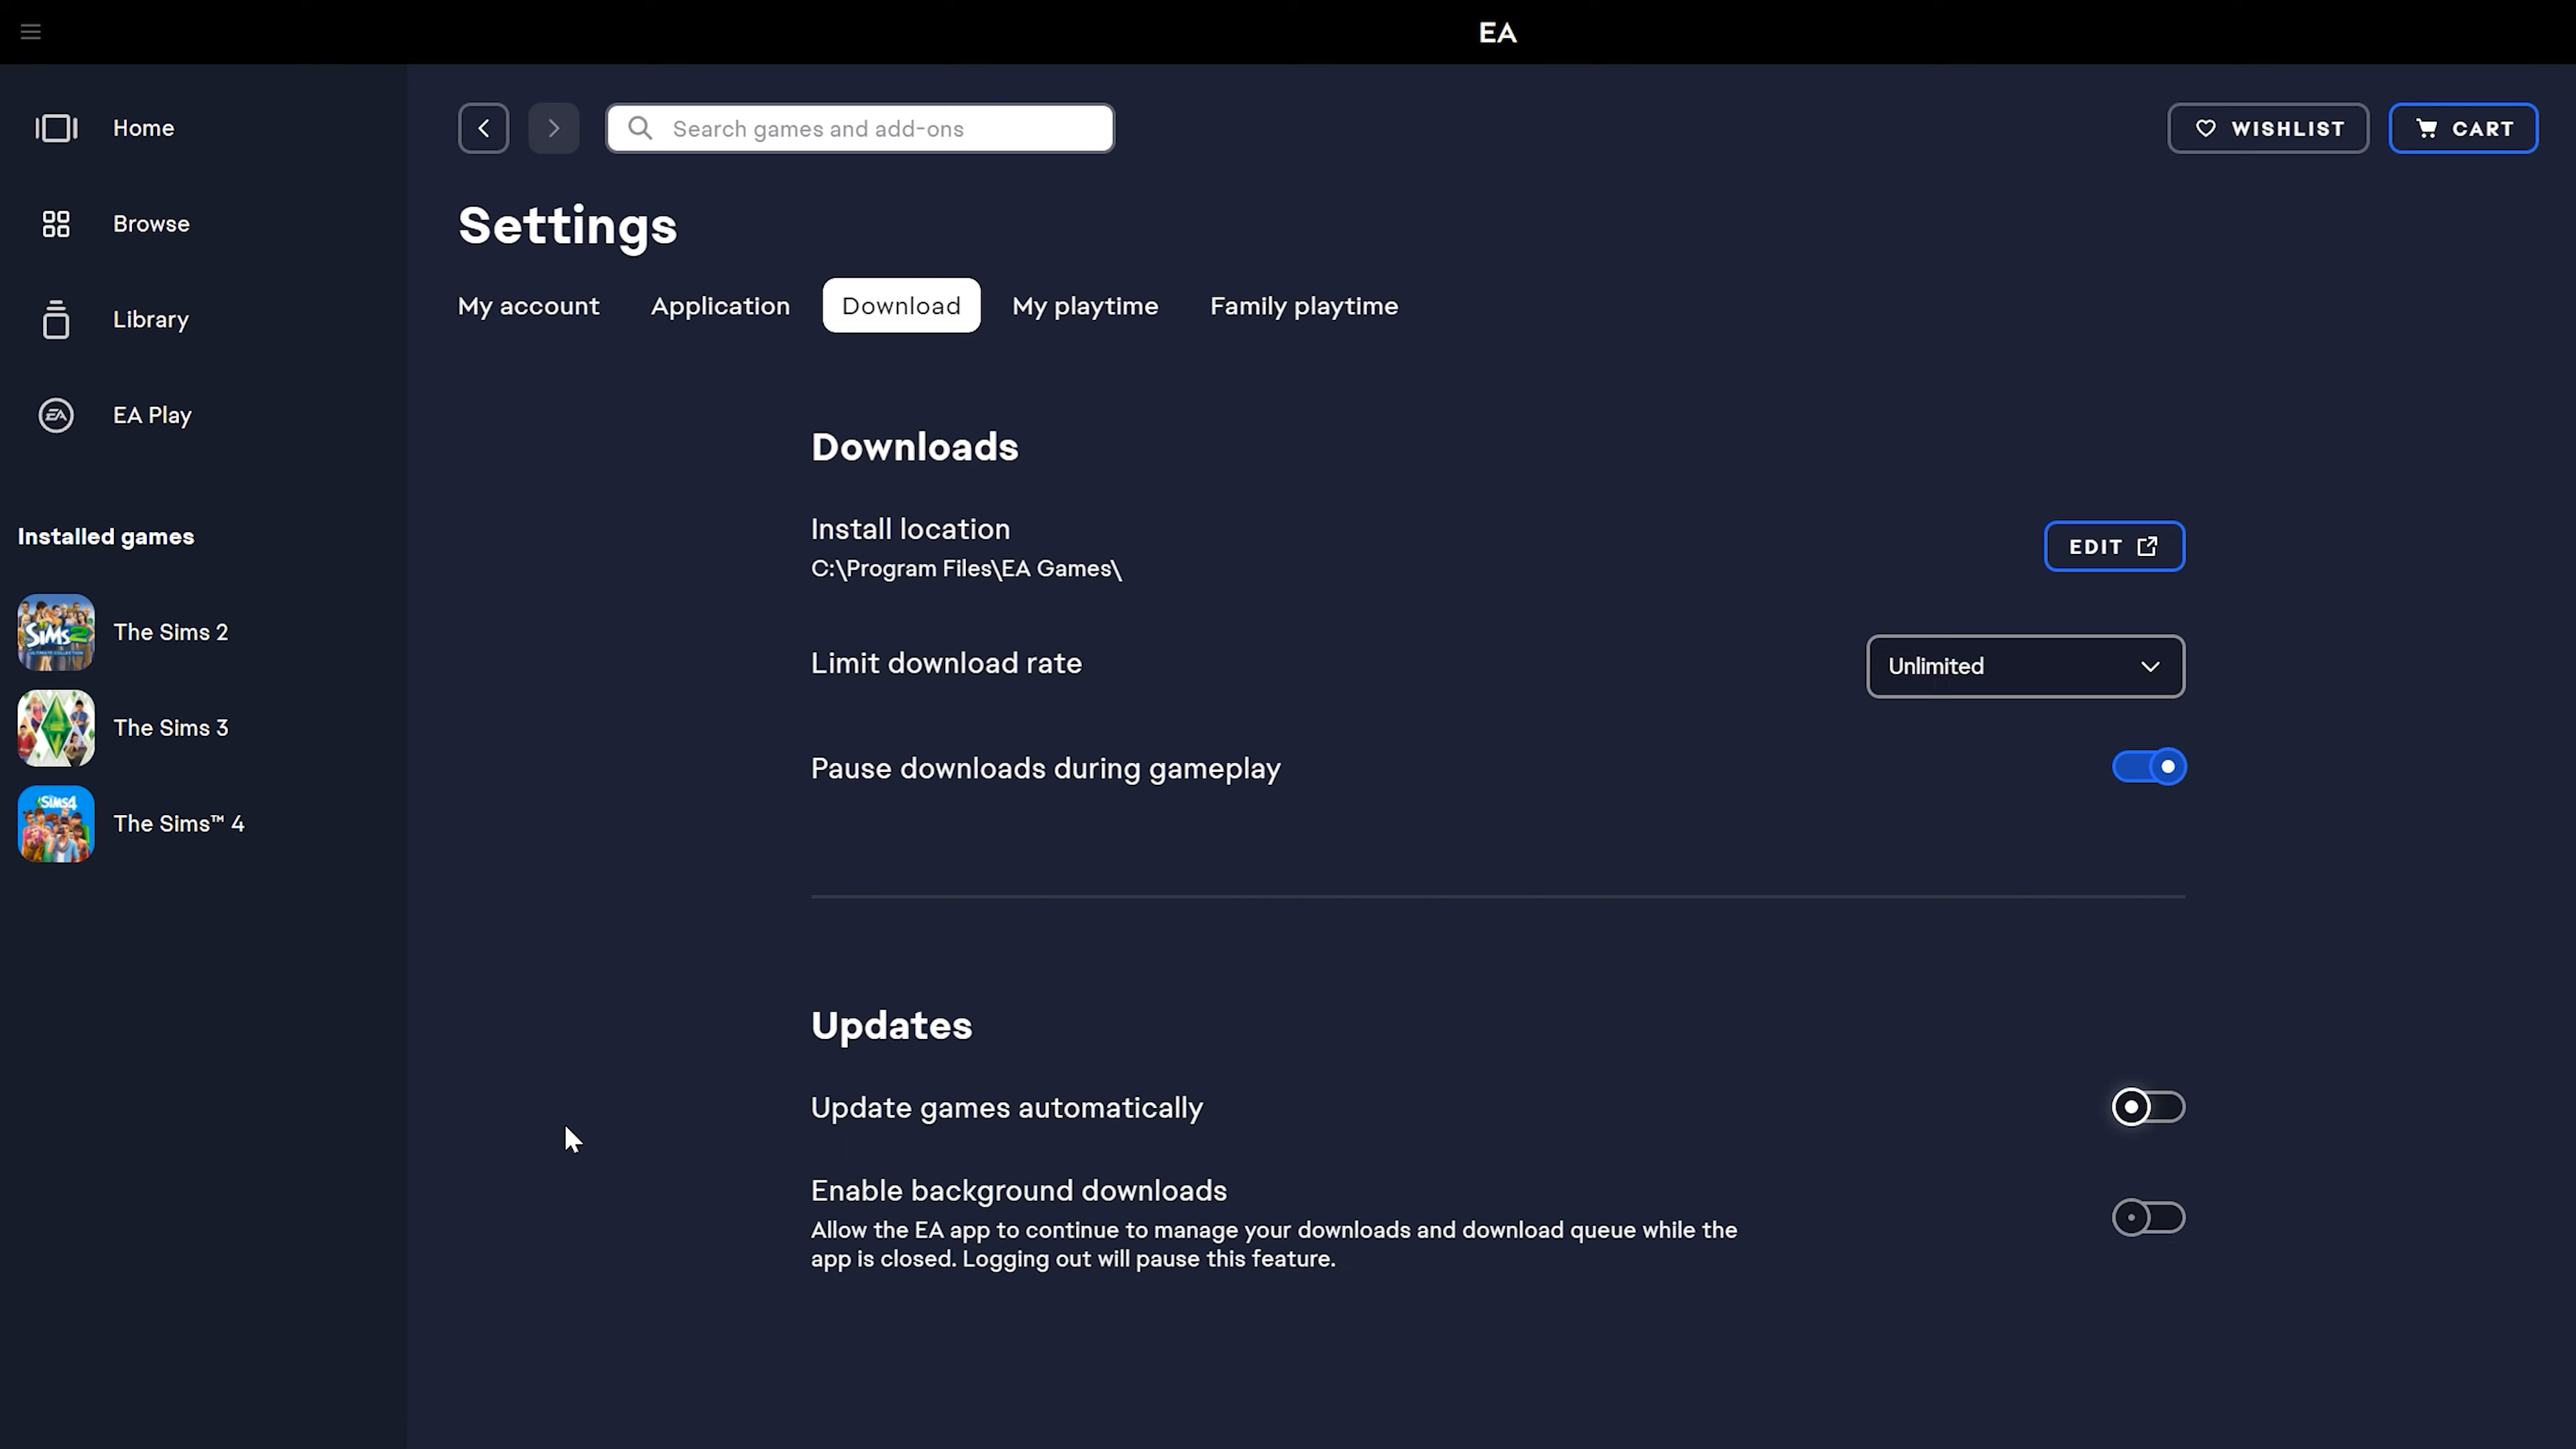 EA
Home
Browse
Library
EA Play
Installed games
The Sims 2
The Sims 3
The Sims™ 4
Search games and add-ons
WISHLIST
CART
Settings
My account
Application
Download
My playtime
Family playtime
Downloads
Install location
C:\Program Files\EA Games\
EDIT
Limit download rate
Unlimited
Pause downloads during gameplay
Updates
Update games automatically
Enable background downloads
Allow the EA app to continue to manage your downloads and download queue while the
app is closed. Logging out will pause this feature.